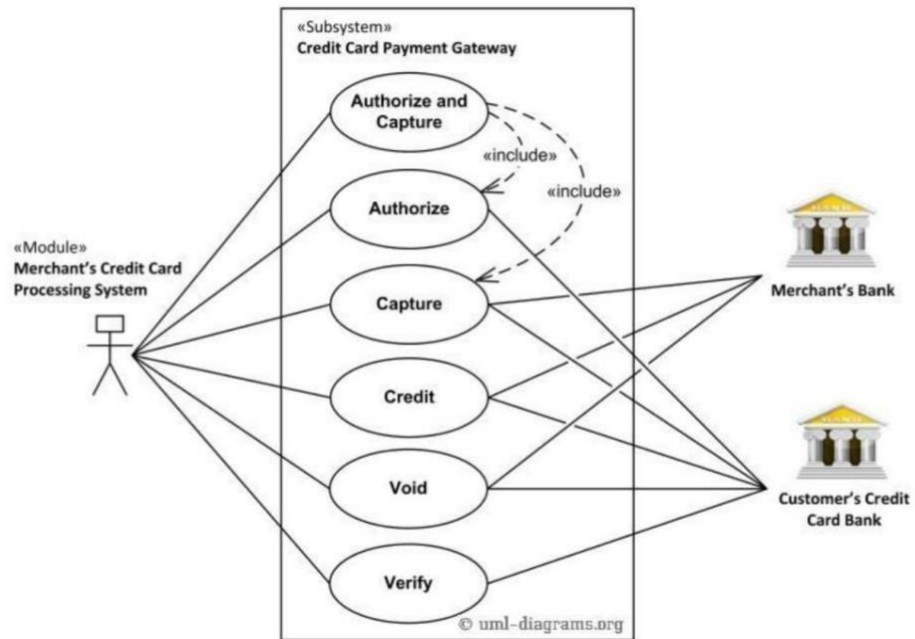 «Subsystem»
Credit Card Payment Gateway
Authorize and
Capture
«include»
«include»
Authorize
«Module»
Merchant's Credit Card
Processing System
Capture
Merchant's Bank
Credit
Void
Customer's Credit
Card Bank
Verify
© uml-diagrams.org